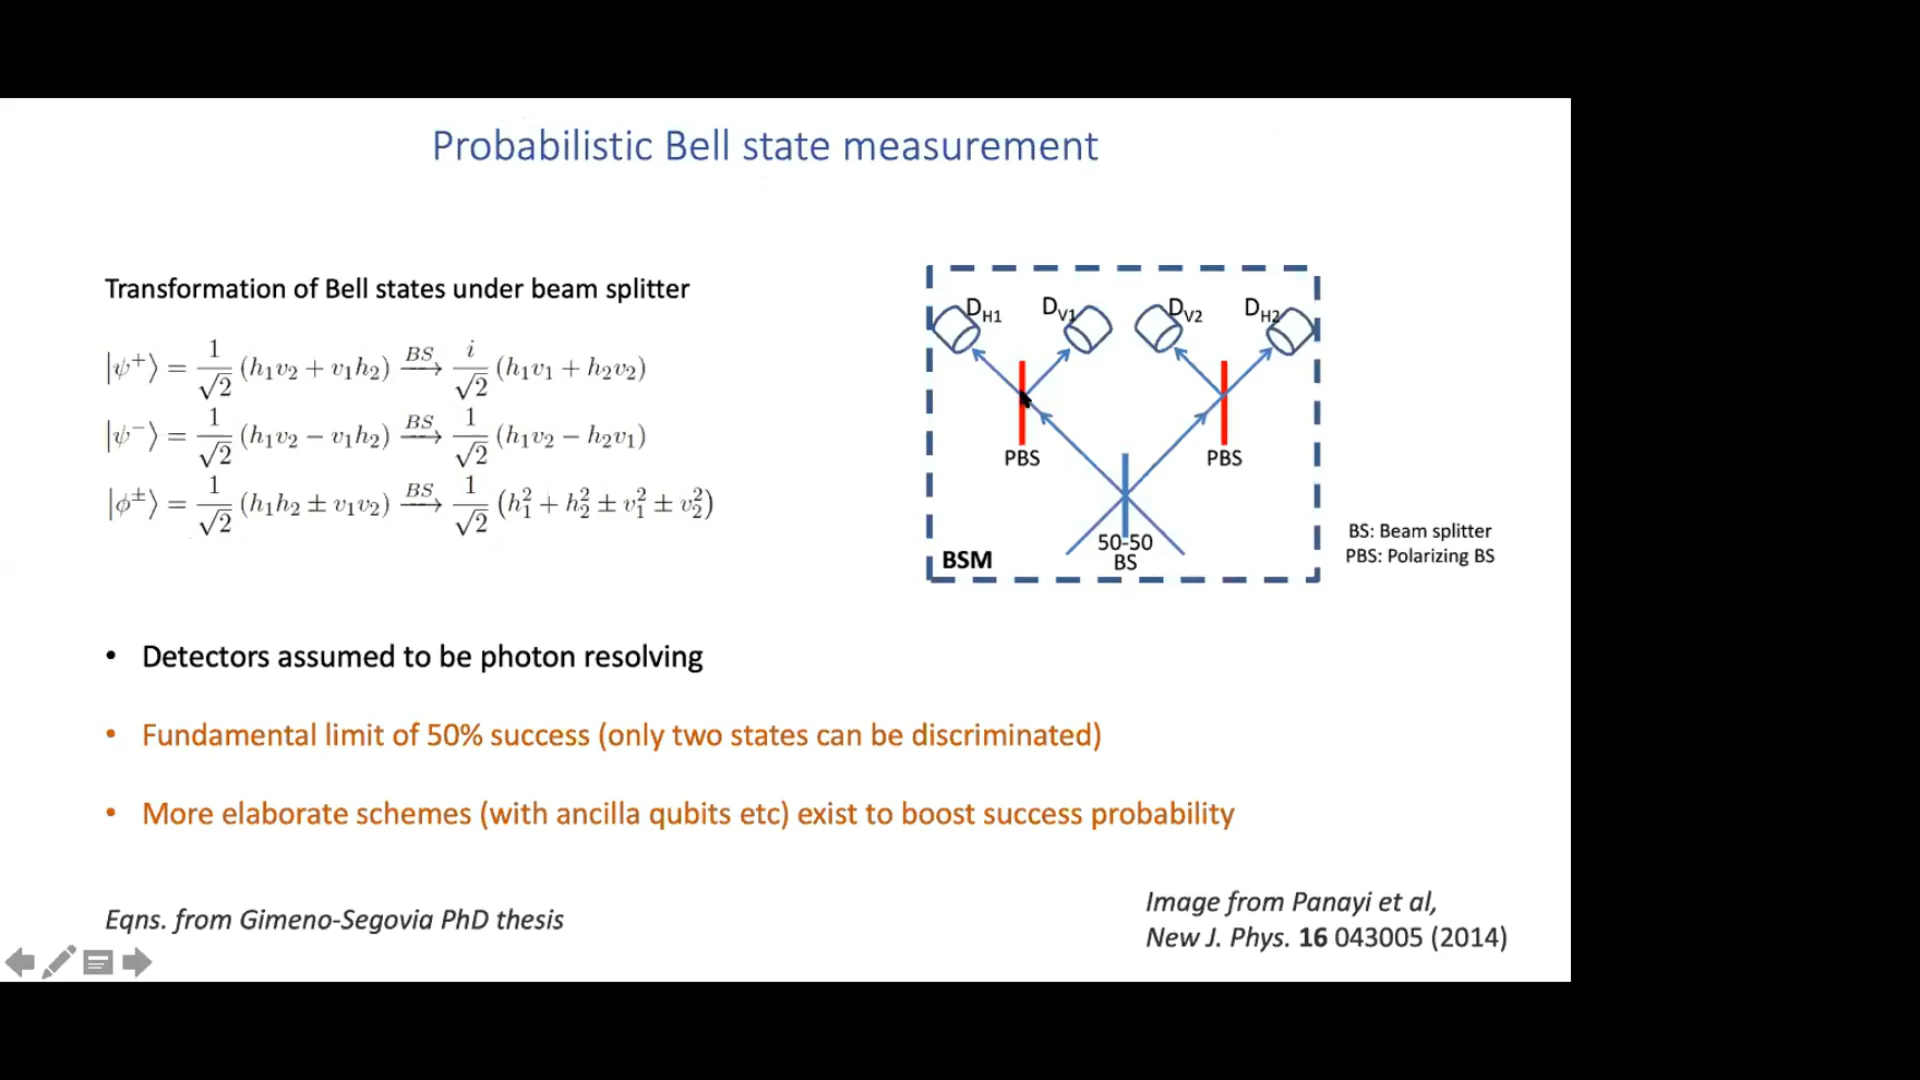 Probabilistic Bell state measurement
Transformation of Bell states under beam splitter
|ψ⁺⟩ = 1/√2 (h₁v₂ + v₁h₂) BS→ i/√2 (h₁v₁ + h₂v₂)
|ψ⁻⟩ = 1/√2 (h₁v₂ − v₁h₂) BS→ 1/√2 (h₁v₂ − h₂v₁)
|ϕ±⟩ = 1/√2 (h₁h₂ ± v₁v₂) BS→ 1/√2 (h₁² + h₂² ± v₁² ± v₂²)
D_H1 D_V1 D_V2 D_H2
PBS PBS
50-50
BS
BSM
BS: Beam splitter
PBS: Polarizing BS
• Detectors assumed to be photon resolving
• Fundamental limit of 50% success (only two states can be discriminated)
• More elaborate schemes (with ancilla qubits etc) exist to boost success probability
Eqns. from Gimeno-Segovia PhD thesis
Image from Panayi et al,
New J. Phys. 16 043005 (2014)